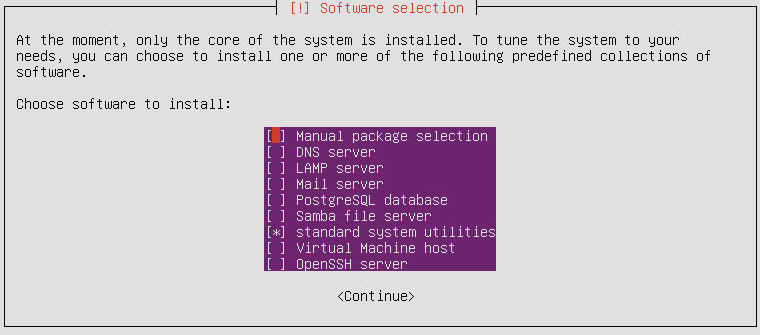 [!] Software selection
At the moment, only the core of the system is installed. To tune the system to your
needs, you can choose to install one or more of the following predefined collections of
software.
Choose software to install:
[ ] Manual package selection
[ ] DNS server
[ ] LAMP server
[ ] Mail server
[ ] PostgreSQL database
[ ] Samba file server
[*] standard system utilities
[ ] Virtual Machine host
[ ] OpenSSH server
<Continue>